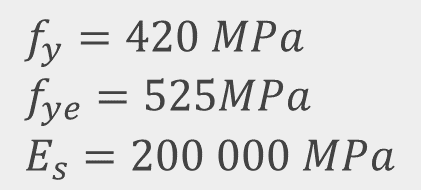 f_y = 420 MPa
f_ye = 525MPa
E_s = 200 000 MPa